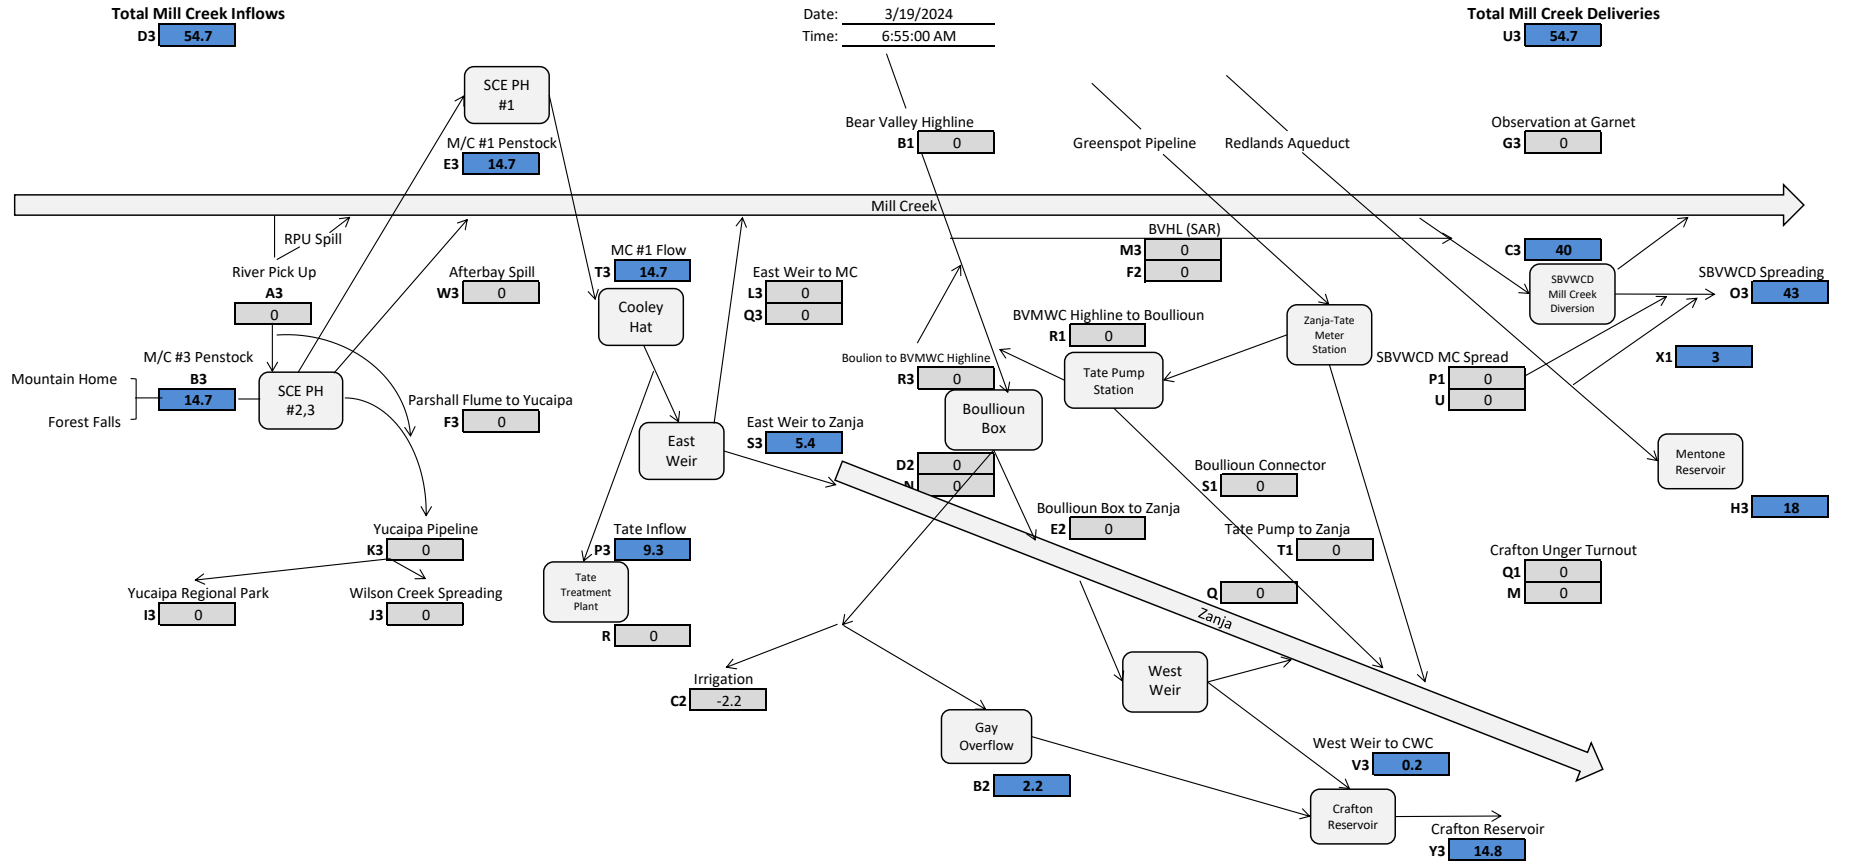 Total Mill Creek Inflows
D3 54.7
Date: 3/19/2024
Time: 6:55:00 AM
Total Mill Creek Deliveries
U3 54.7
SCE PH
#1
M/C #1 Penstock
E3 14.7
Bear Valley Highline
B1 0
Greenspot Pipeline
Redlands Aqueduct
Observation at Garnet
G3 0
Mill Creek
RPU Spill
River Pick Up
A3
0
Afterbay Spill
W3 0
MC #1 Flow
T3 14.7
Cooley
Hat
East Weir to MC
L3 0
Q3 0
BVHL (SAR)
M3 0
F2 0
C3 40
SBVWCD
Mill Creek
Diversion
SBVWCD Spreading
O3 43
BVMWC Highline to Boullioun
R1 0
Zanja-Tate
Meter
Station
M/C #3 Penstock
B3
14.7
Mountain Home
Forest Falls
SCE PH
#2,3
Boulion to BVMWC Highline
R3 0
Tate Pump
Station
SBVWCD MC Spread
P1 0
U 0
X1 3
Parshall Flume to Yucaipa
F3 0
Boullioun
Box
East
Weir
East Weir to Zanja
S3 5.4
D2 0
N 0
Boullioun Connector
S1 0
Mentone
Reservoir
H3 18
Yucaipa Pipeline
K3 0
Tate Inflow
P3 9.3
Boullioun Box to Zanja
E2 0
Tate Pump to Zanja
T1 0
Crafton Unger Turnout
Q1 0
M 0
Yucaipa Regional Park
I3 0
Wilson Creek Spreading
J3 0
Tate
Treatment
Plant
R 0
Q 0
Zanja
Irrigation
C2 -2.2
West
Weir
Gay
Overflow
B2 2.2
West Weir to CWC
V3 0.2
Crafton
Reservoir
Crafton Reservoir
Y3 14.8